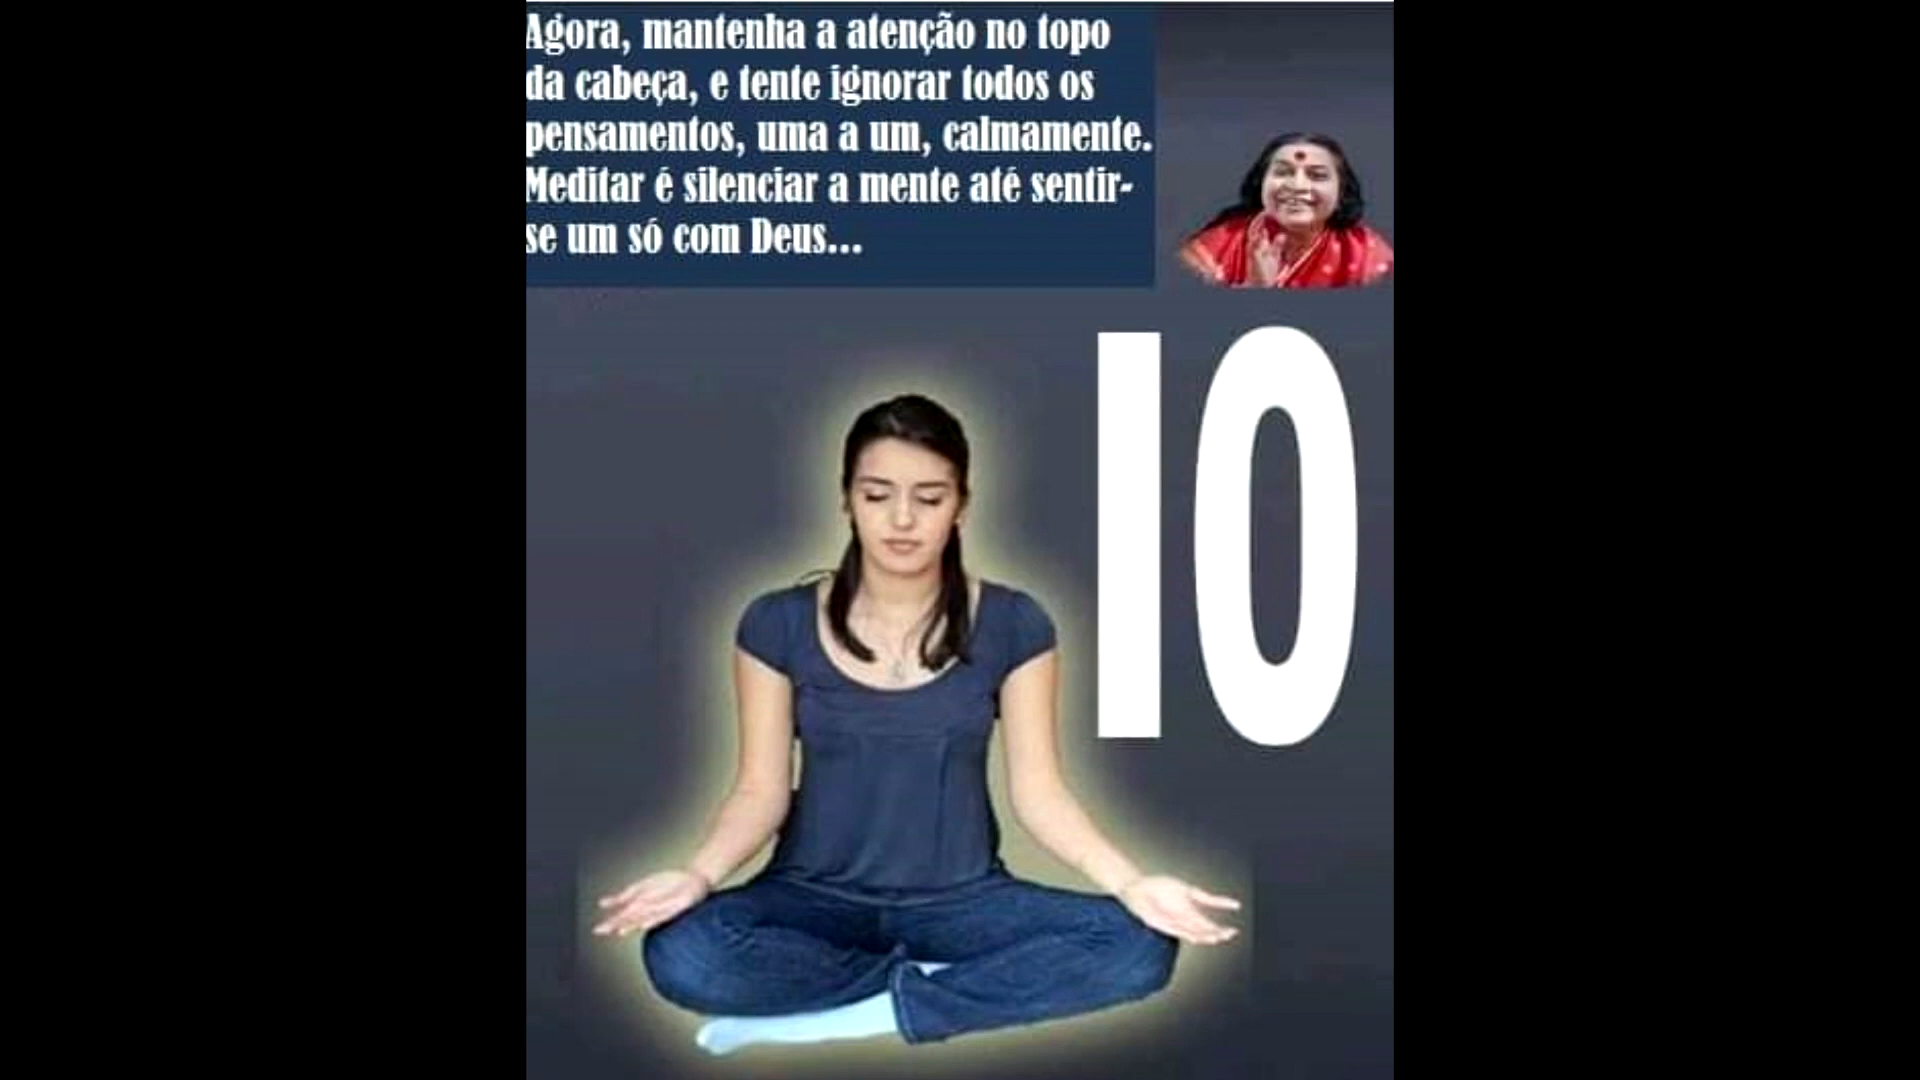 Agora, mantenha a atenção no topo
da cabeça, e tente ignorar todos os
pensamentos, uma a um, calmamente.
Meditar é silenciar a mente até sentir-
se um só com Deus...
10